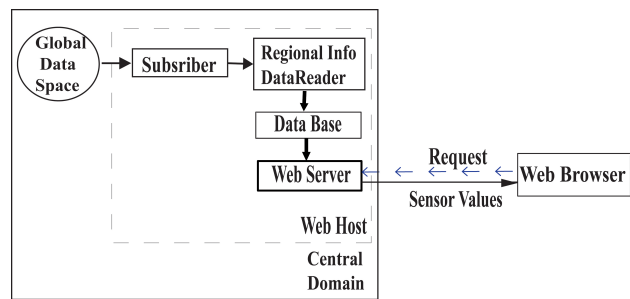 Global
Data
Space
Subsriber
Regional Info
DataReader
Data Base
Web Server
Request
Sensor Values
Web Browser
Web Host
Central
Domain